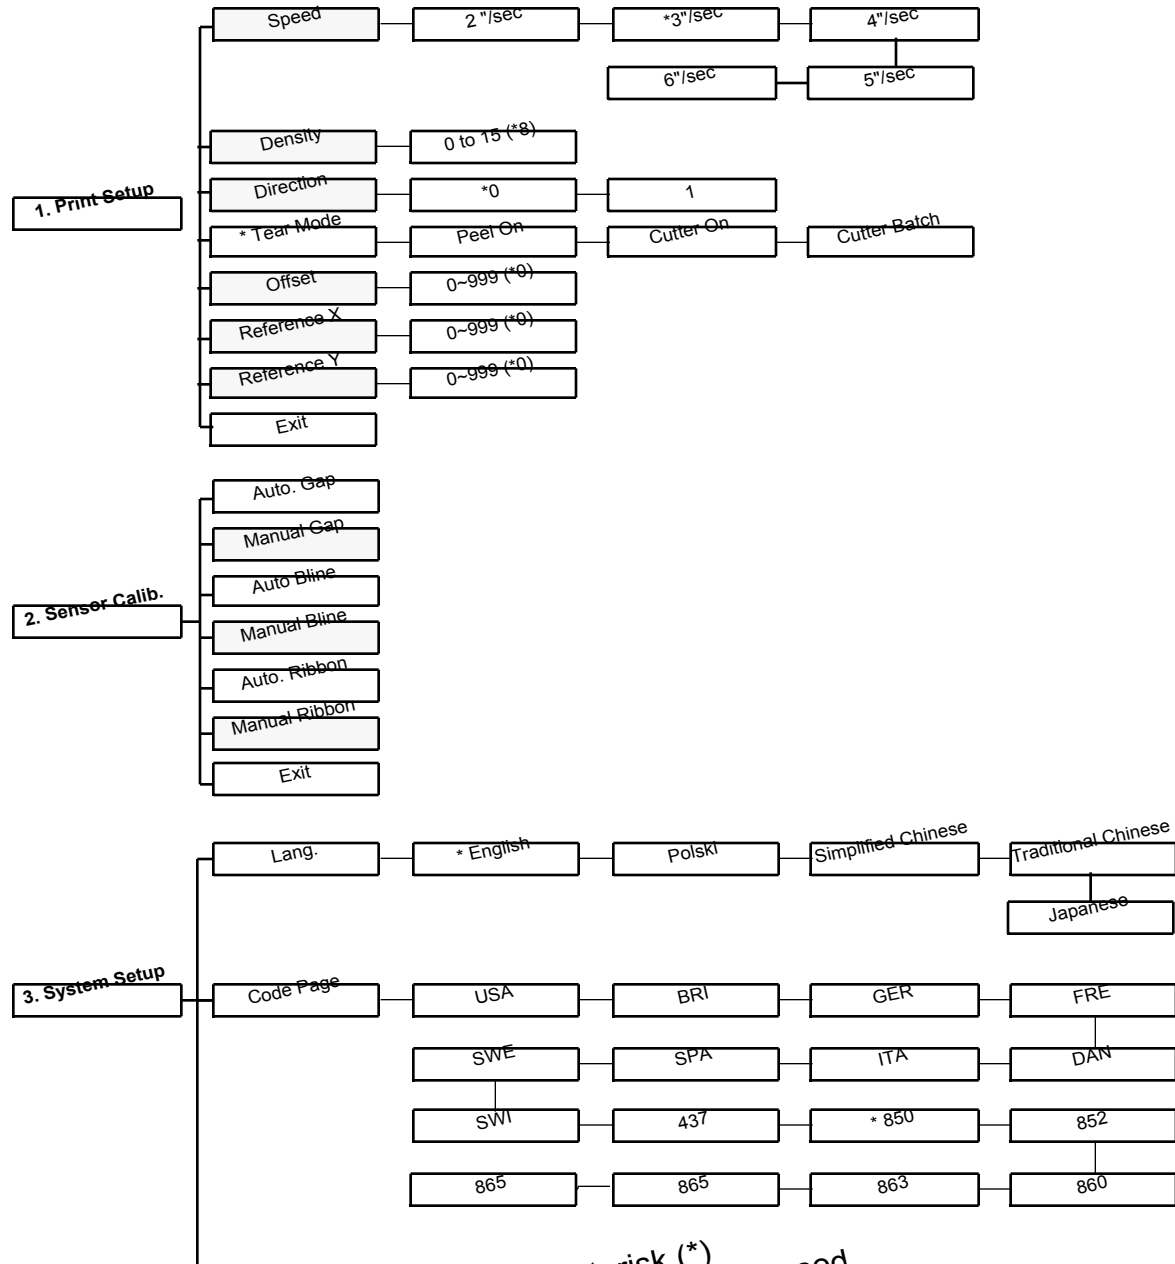 Speed 2 "/sec *3"/sec 4"/sec
6"/sec 5"/sec
Density 0 to 15 (*8)
1. Print Setup
Direction *0 1
* Tear Mode Peel On Cutter On Cutter Batch
Offset 0~999 (*0)
Reference X 0~999 (*0)
Reference Y 0~999 (*0)
Exit
Auto. Gap
Manual Gap
Auto Bline
2. Sensor Calib.
Manual Bline
Auto. Ribbon
Manual Ribbon
Exit
Lang. * English Polski Simplified Chinese Traditional Chinese
Japanese
3. System Setup
Code Page USA BRI GER FRE
SWE SPA ITA DAN
SWI 437 * 850 852
865 865 863 860
(*)